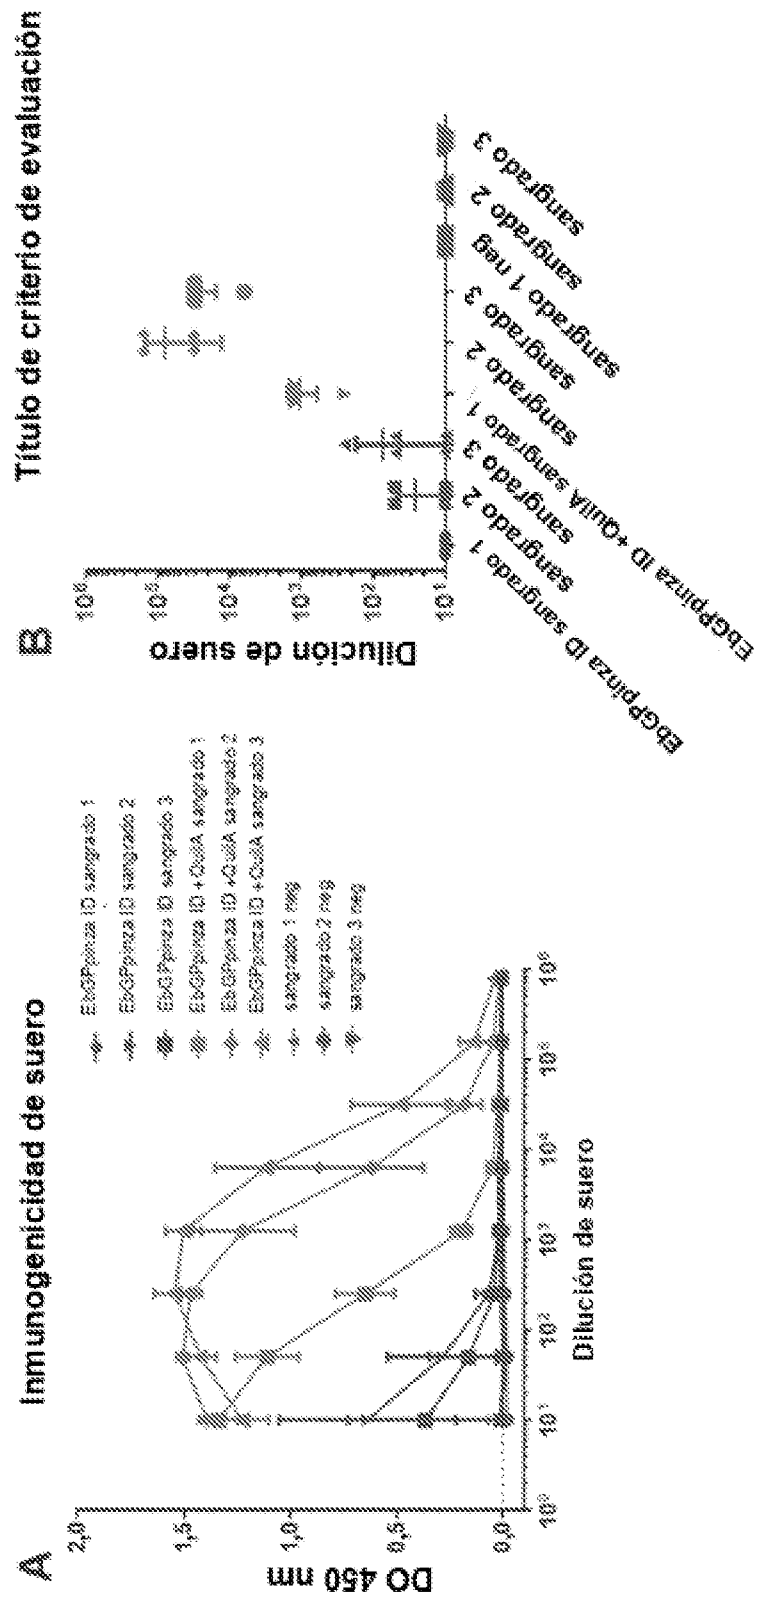 A
Inmunogenicidad de suero
DO 450 nm
2,0
1,5
1,0
0,5
0,0
10⁰
10¹
10²
10³
10⁴
10⁵
10⁶
Dilución de suero
EbGPpinza ID sangrado 1
EbGPpinza ID sangrado 2
EbGPpinza ID sangrado 3
EbGPpinza ID +QuilA sangrado 1
EbGPpinza ID +QuilA sangrado 2
EbGPpinza ID +QuilA sangrado 3
sangrado 1 neg
sangrado 2 neg
sangrado 3 neg
B
Título de criterio de evaluación
Dilución de suero
10⁶
10⁵
10⁴
10³
10²
10¹
EbGPpinza ID sangrado 1
sangrado 2
sangrado 3
EbGPpinza ID +QuilA sangrado 1
sangrado 2
sangrado 3
sangrado 1 neg
sangrado 2
sangrado 3